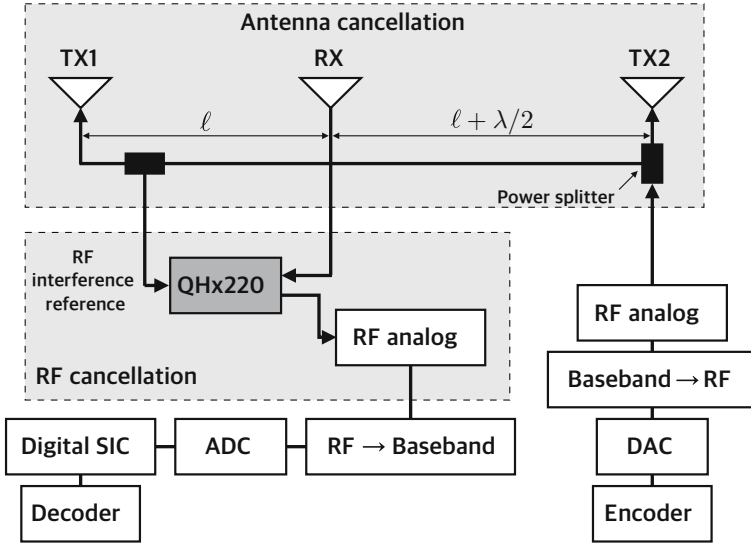 Antenna cancellation
TX1
RX
TX2
ℓ
ℓ + λ/2
Power splitter
RF
interference
reference
QHx220
RF analog
RF cancellation
RF analog
Baseband → RF
Digital SIC
ADC
RF → Baseband
DAC
Decoder
Encoder